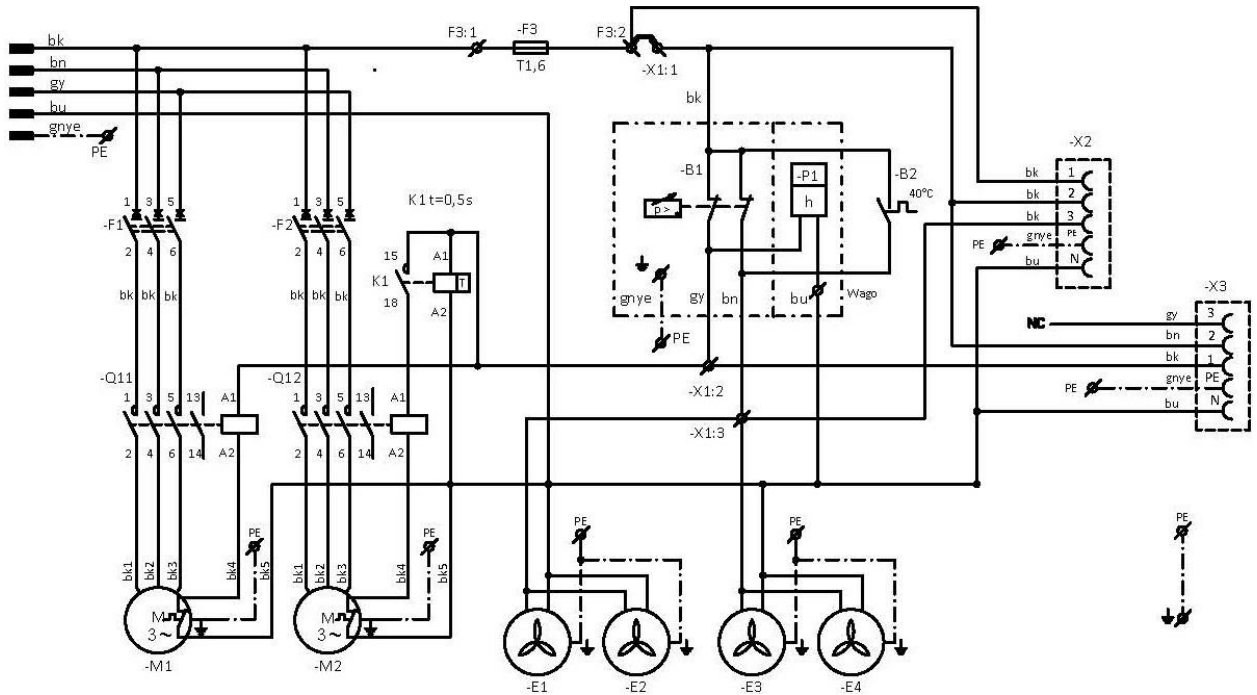 F3:1
-F3
T1,6
F3:2
-X1:1
bk
bn
gy
bu
gnye
PE
bk
-X2
bk 1
bk 2
bk 3
PE gnye PE
bu N
-B1
-P1
h
-B2
40°C
p >
1 3 5
-F1
2 4 6
bk bk bk
1 3 5
-F2
2 4 6
bk bk bk
K1 t=0,5s
15
K1
18
A1
T
A2
gnye
PE
gy
bn
bu
Wago
-X3
NC gy 3
bn 2
bk 1
PE gnye PE
bu N
-X1:2
-X1:3
-Q11
1 3 5 13 A1
2 4 6 14 A2
-Q12
1 3 5 13 A1
2 4 6 14 A2
bk1 bk2 bk3 bk4 bk5
PE
M
3 ~
-M1
bk1 bk2 bk3 bk4 bk5
PE
M
3 ~
-M2
PE
-E1
-E2
PE
-E3
-E4
PE